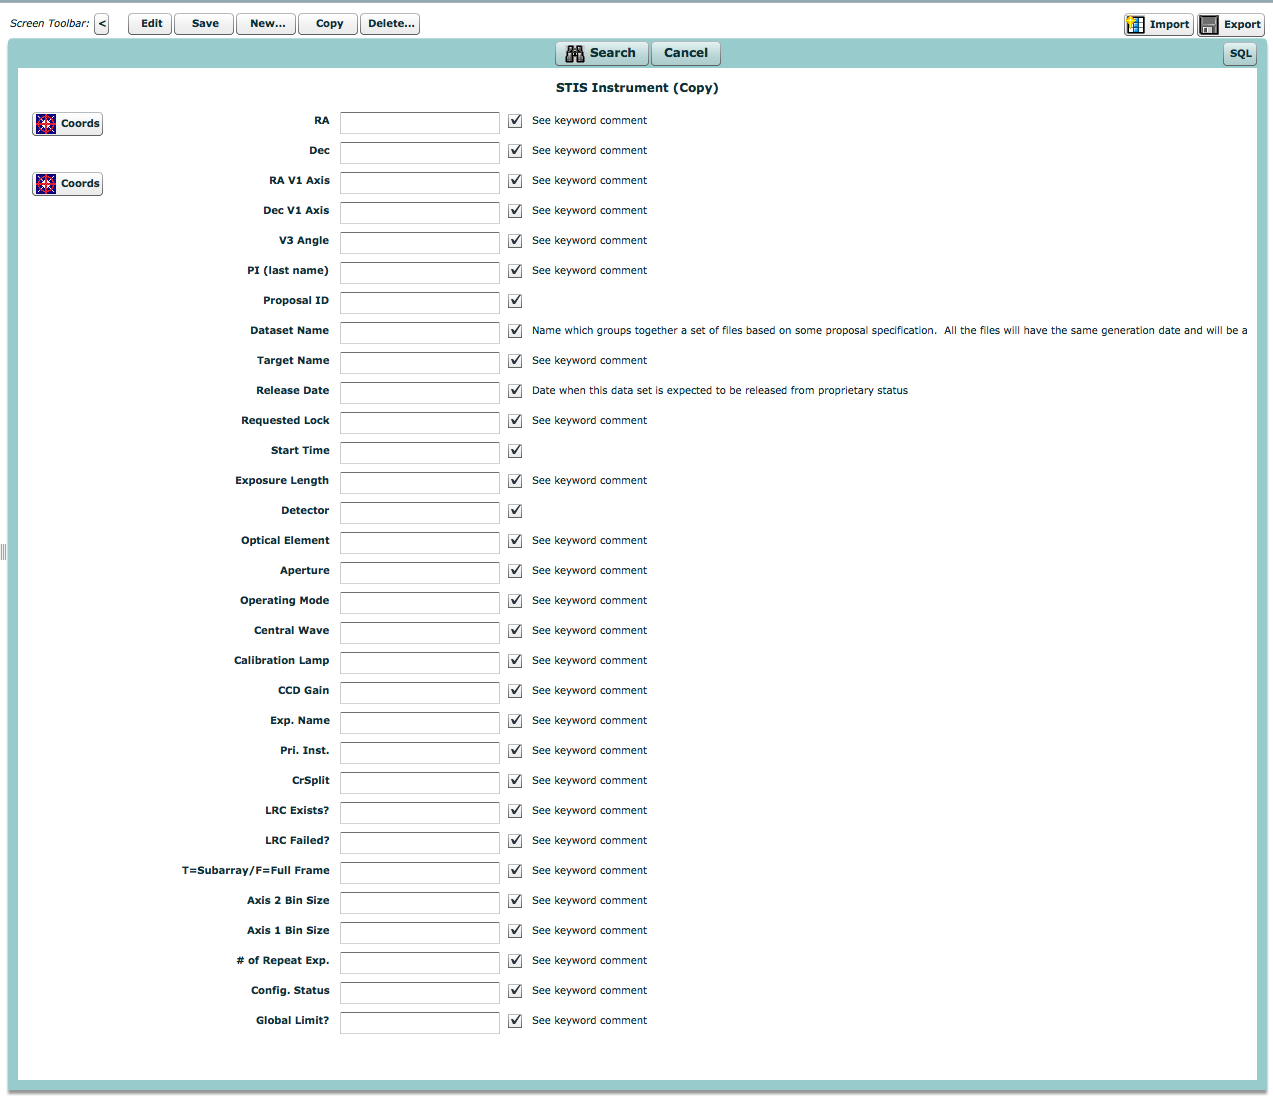 Screen Toolbar: < Edit Save New... Copy Delete... Import Export
Search Cancel SQL
STIS Instrument (Copy)
Coords RA See keyword comment
Dec See keyword comment
Coords RA V1 Axis See keyword comment
Dec V1 Axis See keyword comment
V3 Angle See keyword comment
PI (last name) See keyword comment
Proposal ID
Dataset Name Name which groups together a set of files based on some proposal specification. All the files will have the same generation date and will be a
Target Name See keyword comment
Release Date Date when this data set is expected to be released from proprietary status
Requested Lock See keyword comment
Start Time
Exposure Length See keyword comment
Detector
Optical Element See keyword comment
Aperture See keyword comment
Operating Mode See keyword comment
Central Wave See keyword comment
Calibration Lamp See keyword comment
CCD Gain See keyword comment
Exp. Name See keyword comment
Pri. Inst. See keyword comment
CrSplit See keyword comment
LRC Exists? See keyword comment
LRC Failed? See keyword comment
T=Subarray/F=Full Frame See keyword comment
Axis 2 Bin Size See keyword comment
Axis 1 Bin Size See keyword comment
# of Repeat Exp. See keyword comment
Config. Status See keyword comment
Global Limit? See keyword comment